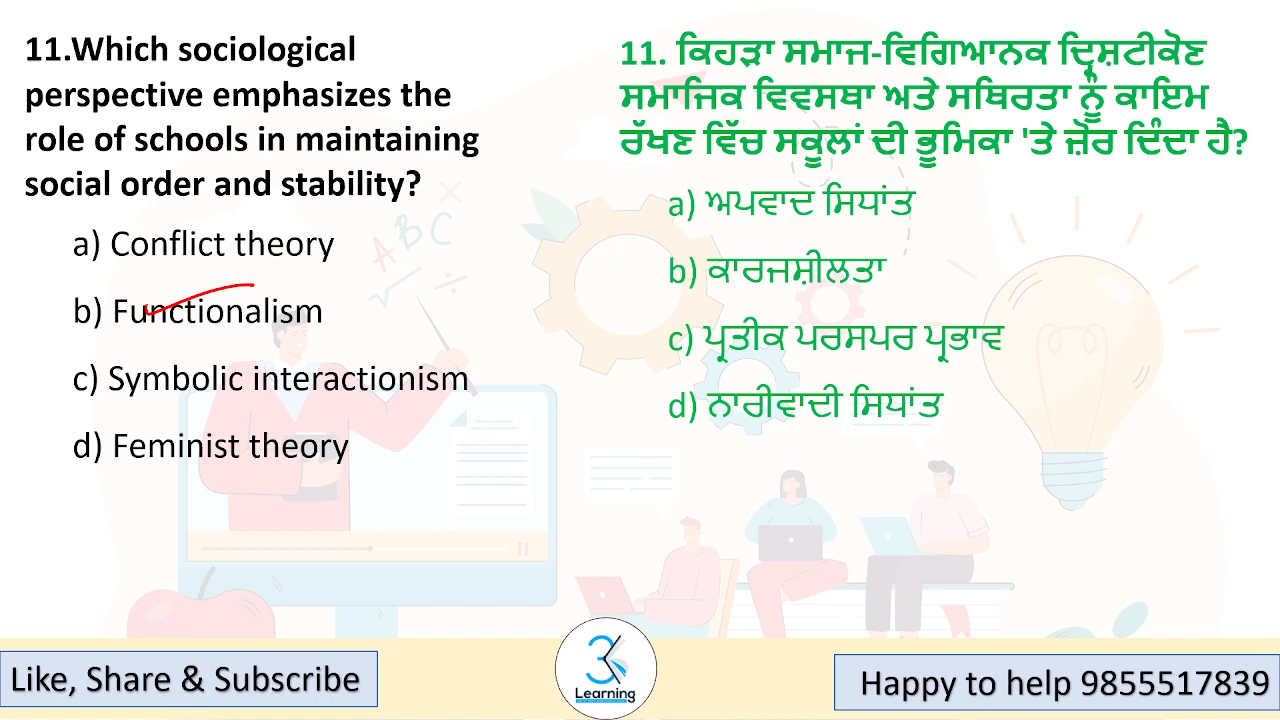 11.Which sociological
perspective emphasizes the
role of schools in maintaining
social order and stability?
a) Conflict theory
b) Functionalism
c) Symbolic interactionism
d) Feminist theory
11. ਕਿਹੜਾ ਸਮਾਜ-ਵਿਗਿਆਨਕ ਦ੍ਰਿਸ਼ਟੀਕੋਣ
ਸਮਾਜਿਕ ਵਿਵਸਥਾ ਅਤੇ ਸਥਿਰਤਾ ਨੂੰ ਕਾਇਮ
ਰੱਖਣ ਵਿੱਚ ਸਕੂਲਾਂ ਦੀ ਭੂਮਿਕਾ 'ਤੇ ਜ਼ੋਰ ਦਿੰਦਾ ਹੈ?
a) ਅਪਵਾਦ ਸਿਧਾਂਤ
b) ਕਾਰਜਸ਼ੀਲਤਾ
c) ਪ੍ਰਤੀਕ ਪਰਸਪਰ ਪ੍ਰਭਾਵ
d) ਨਾਰੀਵਾਦੀ ਸਿਧਾਂਤ
ABC
Like, Share & Subscribe
3
Learning
Happy to help 9855517839